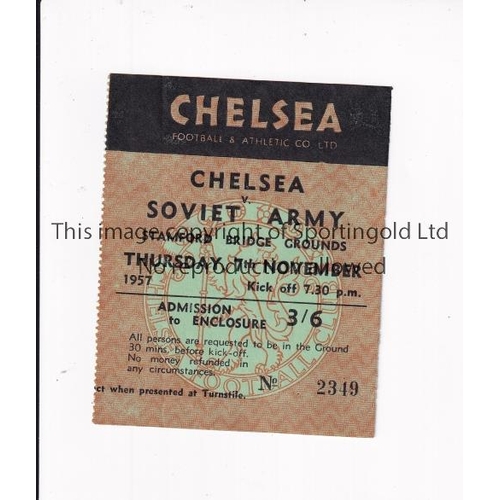 CHELSEA
FOOTBALL & ATHLETIC CO LTD
CHELSEA
v.
SOVIET ARMY
This image copyright of Sportingold Ltd
STAMFORD BRIDGE GROUNDS
THURSDAY 7th NOVEMBER
No reproduction allowed
1957 Kick off 7.30 p.m.
ADMISSION
to ENCLOSURE 3/6
All persons are requested to be in the Ground
30 mins. before kick-off.
No money refunded in
any circumstances.
No 2349
ct when presented at Turnstile.